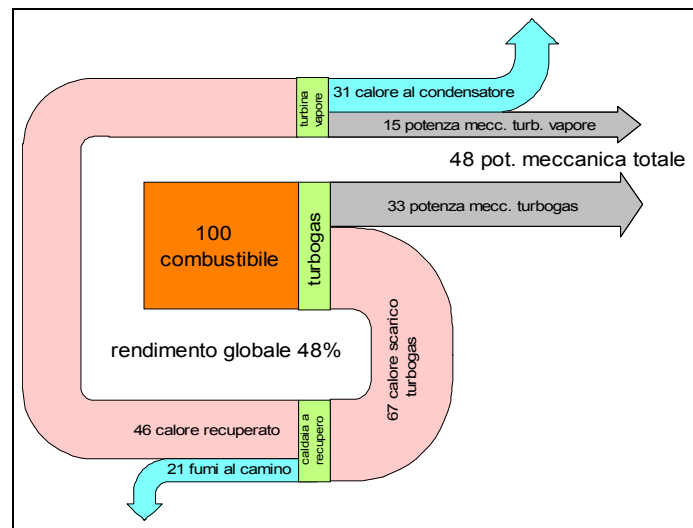 31 calore al condensatore
turbina
vapore
15 potenza mecc. turb. vapore
48 pot. meccanica totale
33 potenza mecc. turbogas
100
combustibile
turbogas
67 calore scarico
turbogas
rendimento globale 48%
46 calore recuperato
caldaia a
recupero
21 fumi al camino